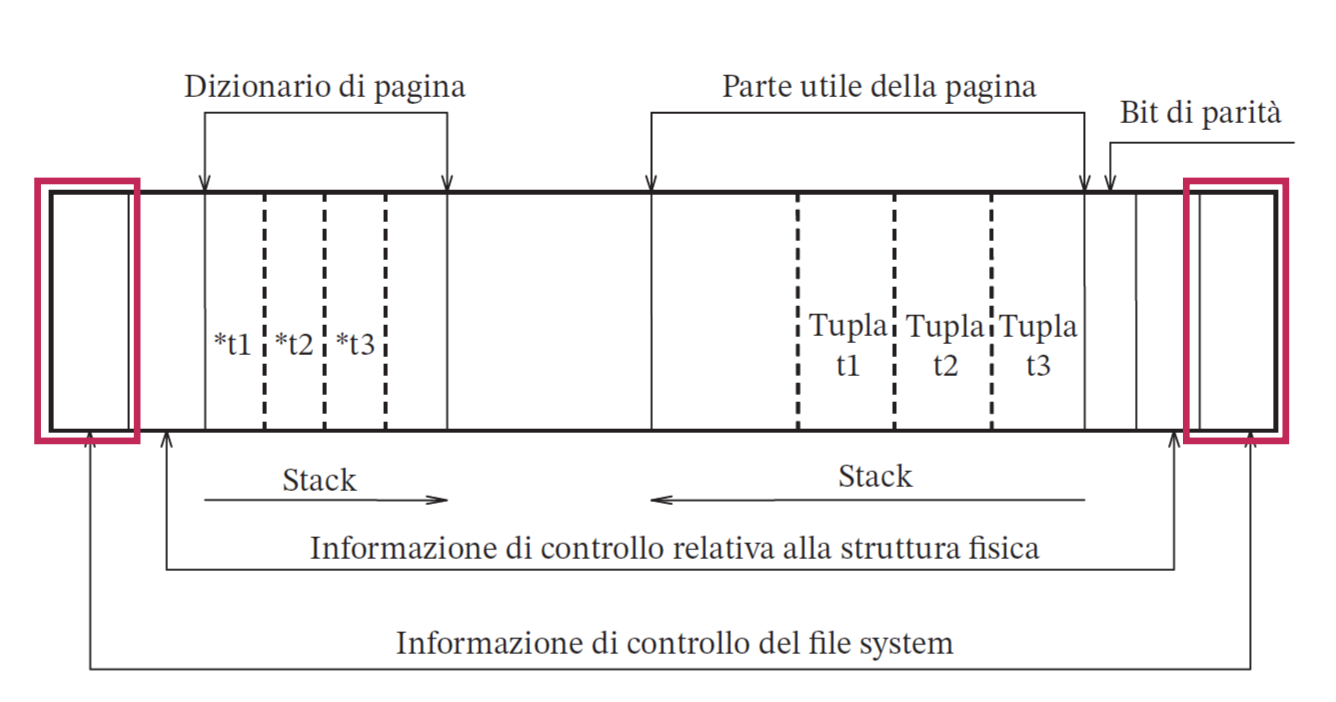 Dizionario di pagina
Parte utile della pagina
Bit di parità
*t1
*t2
*t3
Tupla
t1
Tupla
t2
Tupla
t3
Stack
Stack
Informazione di controllo relativa alla struttura fisica
Informazione di controllo del file system